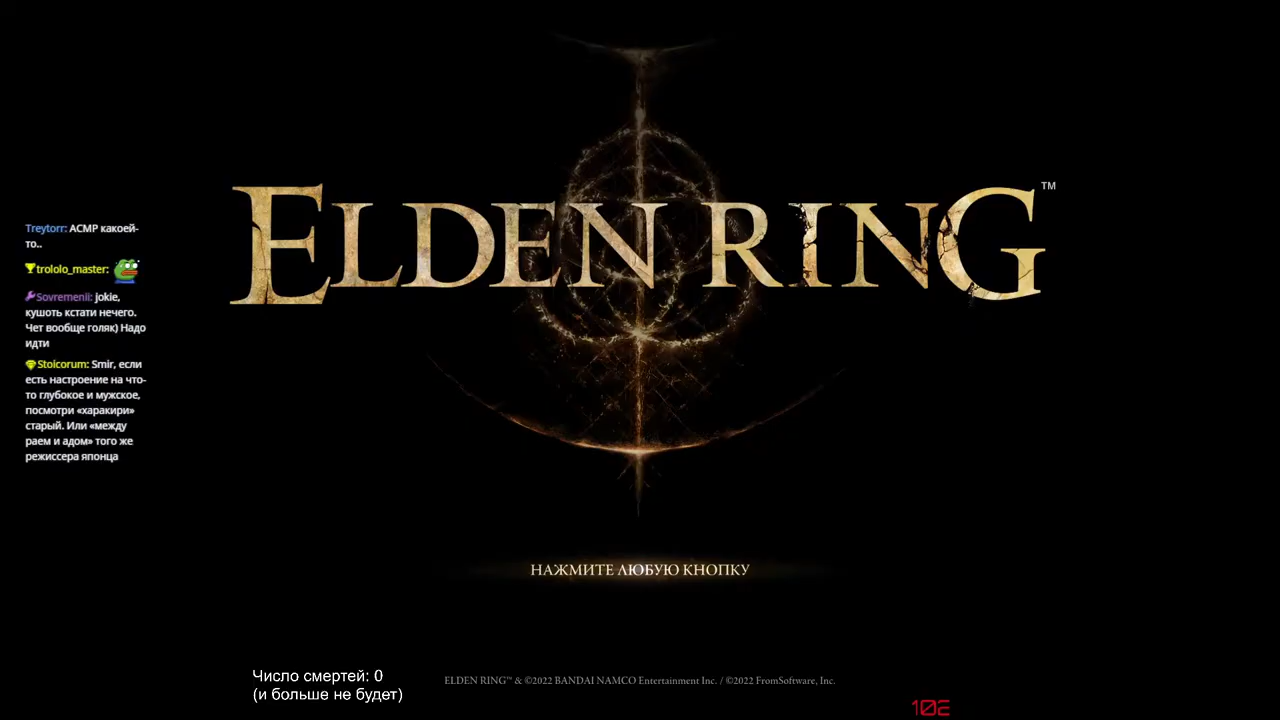 ELDEN RING™
Treytorr: АСМР какоей-
то..
trololo_master:
Sovremenii: jokie,
кушоть кстати нечего.
Чет вообще голяк) Надо
идти
Stoicorum: Smir, если
есть настроение на что-
то глубокое и мужское,
посмотри «харакири»
старый. Или «между
раем и адом» того же
режиссера японца
НАЖМИТЕ ЛЮБУЮ КНОПКУ
Число смертей: 0
(и больше не будет)
ELDEN RING™ & ©2022 BANDAI NAMCO Entertainment Inc. / ©2022 FromSoftware, Inc.